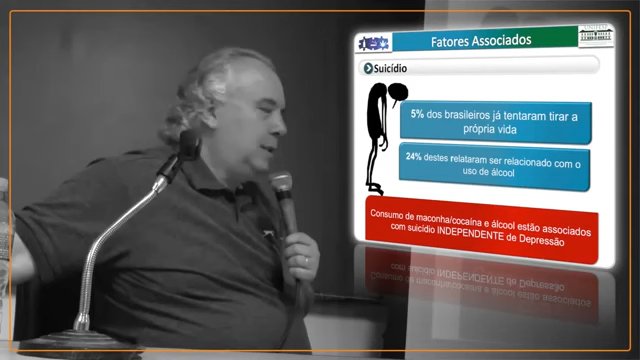 Fatores Associados
Suicídio
5% dos brasileiros já tentaram tirar a
própria vida
24% destes relataram ser relacionado com o
uso de álcool
Consumo de maconha/cocaína e álcool estão associados
com suicídio INDEPENDENTE de Depressão